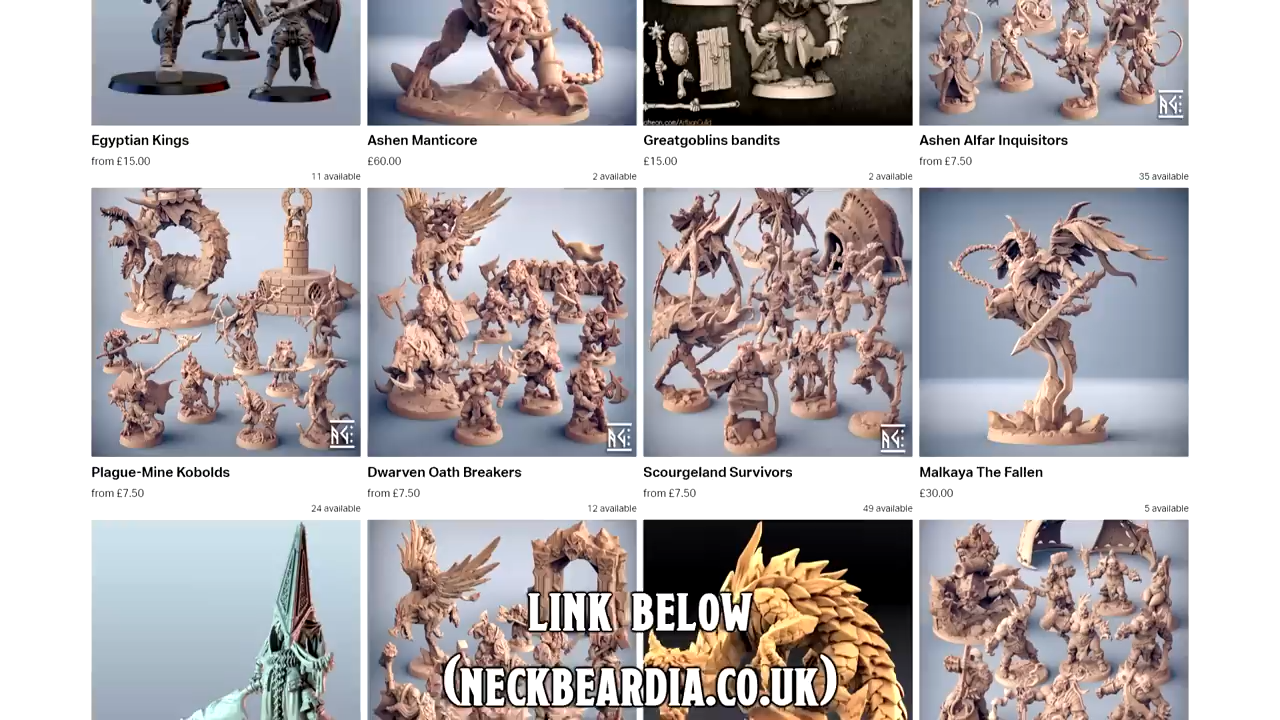 Egyptian Kings
from £15.00
11 available
Ashen Manticore
£60.00
2 available
Greatgoblins bandits
£15.00
2 available
Ashen Alfar Inquisitors
from £7.50
35 available
Plague-Mine Kobolds
from £7.50
24 available
Dwarven Oath Breakers
from £7.50
12 available
Scourgeland Survivors
from £7.50
49 available
Malkaya The Fallen
£30.00
5 available
LINK BELOW
(NECKBEARDIA.CO.UK)